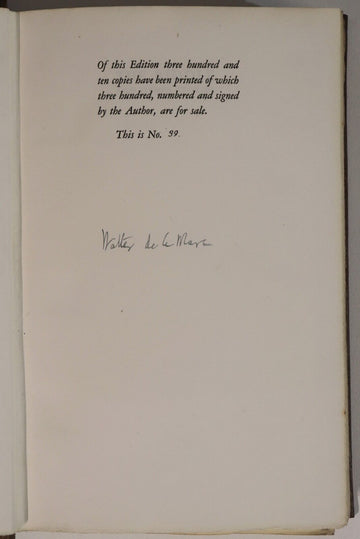 Of this Edition three hundred and
ten copies have been printed of which
three hundred, numbered and signed
by the Author, are for sale.
This is No. 39.
Walter de la Mare